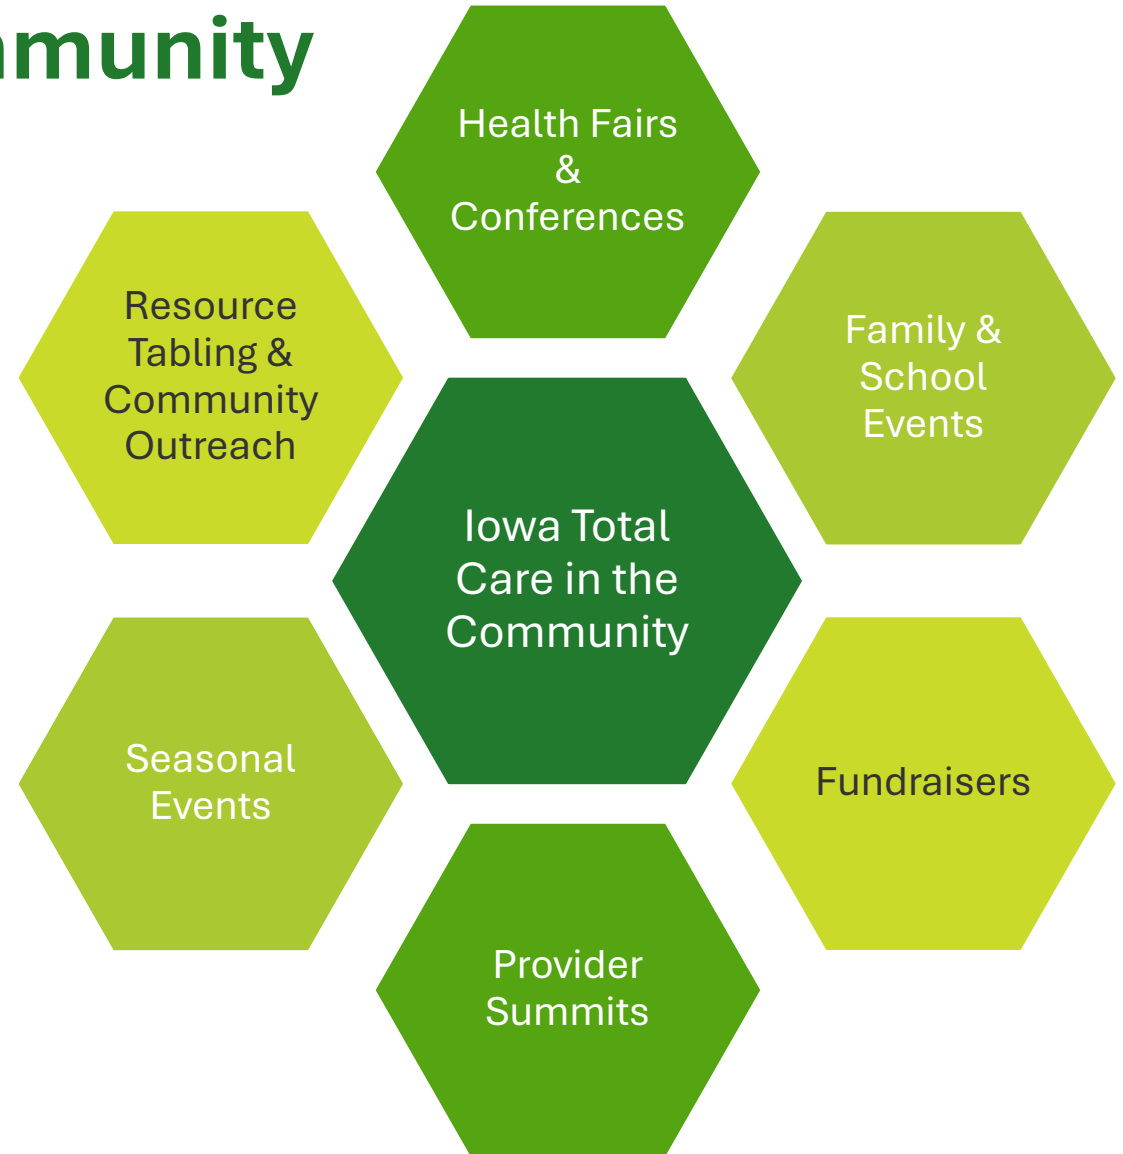 mmunity
Health Fairs
&
Conferences
Resource
Tabling &
Community
Outreach
Family &
School
Events
Iowa Total
Care in the
Community
Seasonal
Events
Fundraisers
Provider
Summits